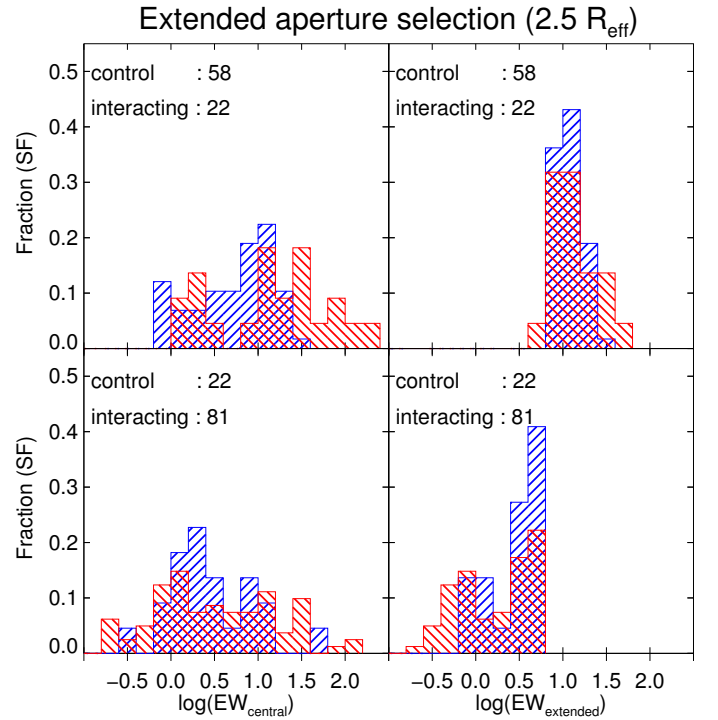 Extended aperture selection (2.5 R_eff)
0.5
0.4
0.3
0.2
0.1
0.0
Fraction (SF)
control : 58
interacting : 22
control : 58
interacting : 22
0.5
0.4
0.3
0.2
0.1
0.0
Fraction (SF)
control : 22
interacting : 81
control : 22
interacting : 81
−0.5 0.0 0.5 1.0 1.5 2.0
log(EW_central)
−0.5 0.0 0.5 1.0 1.5 2.0
log(EW_extended)